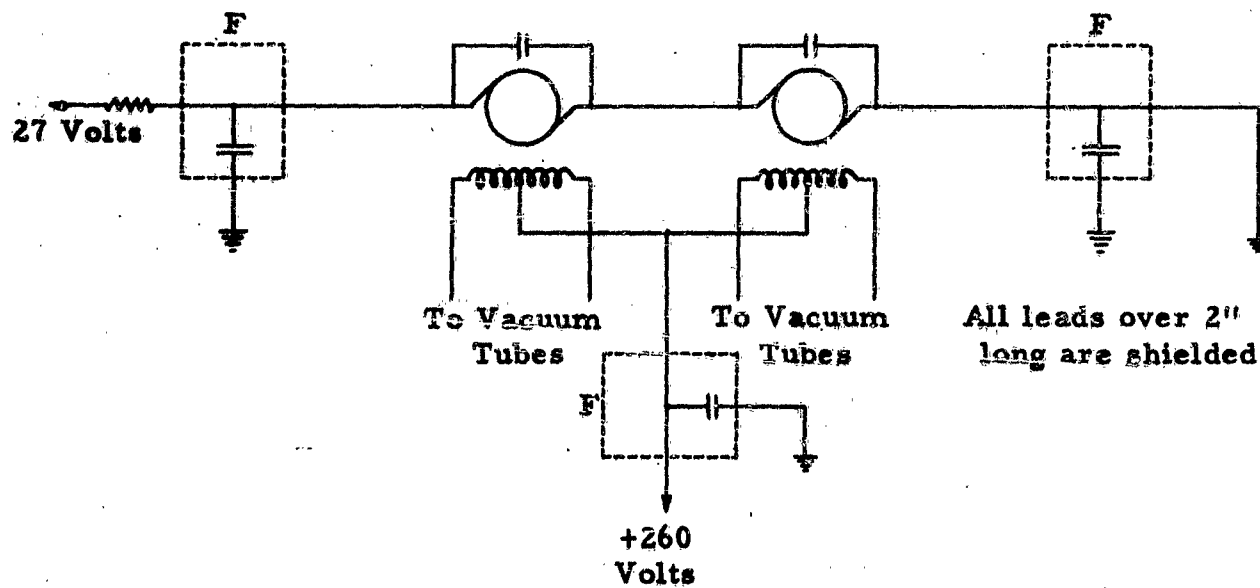 F
F
27 Volts
To Vacuum
Tubes
To Vacuum
Tubes
All leads over 2"
long are shielded
F
+260
Volts